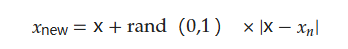 xnew = x + rand (0,1) × |x − xn|